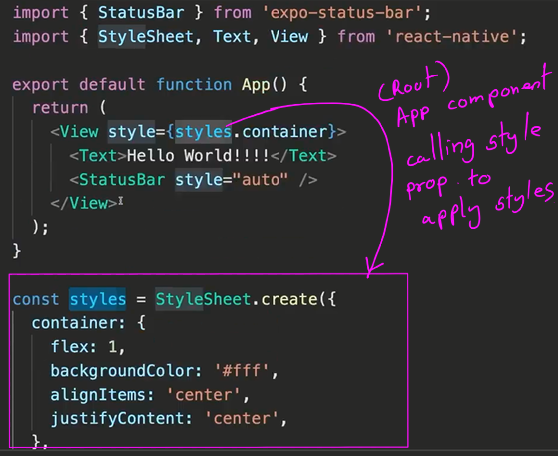 import { StatusBar } from 'expo-status-bar';
import { StyleSheet, Text, View } from 'react-native';
export default function App() {
return (
<View style={styles.container}>
<Text>Hello World!!!!</Text>
<StatusBar style="auto" />
</View>
);
}
(Root)
App component
calling style
prop to
apply styles
const styles = StyleSheet.create({
container: {
flex: 1,
backgroundColor: '#fff',
alignItems: 'center',
justifyContent: 'center',
},